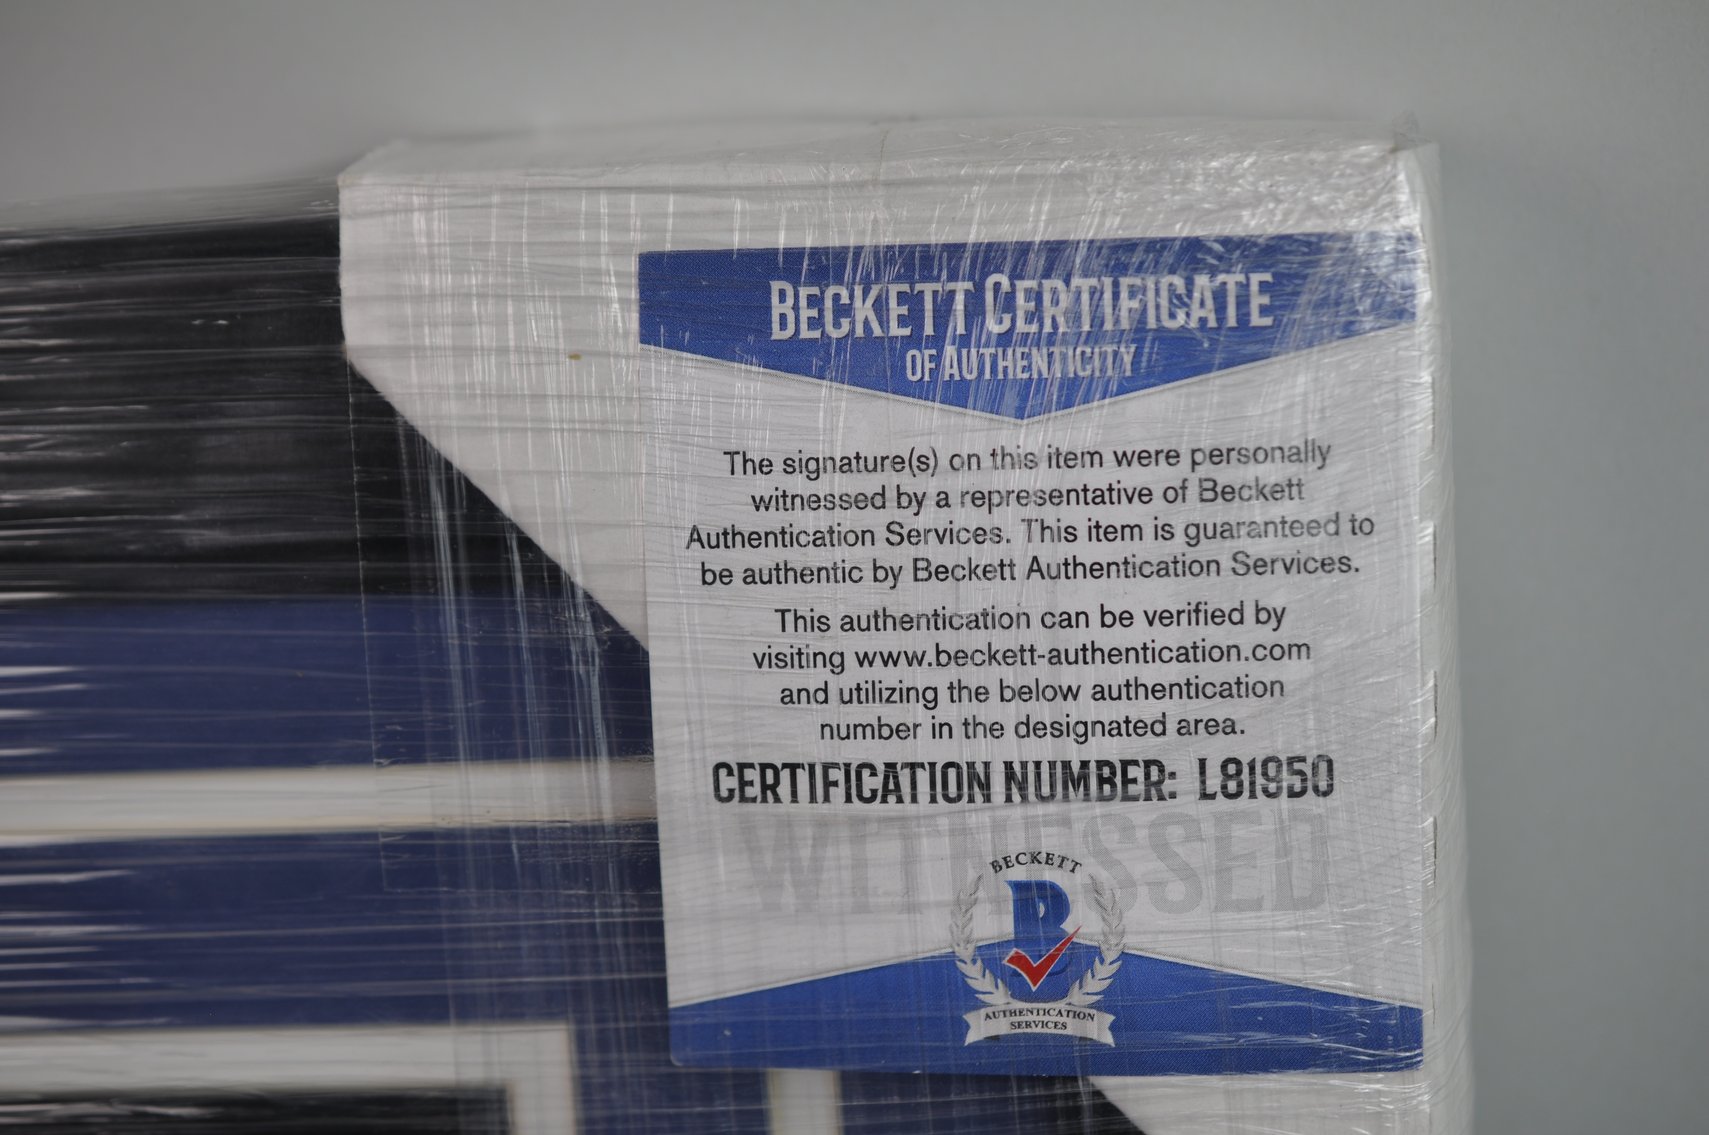 BECKETT CERTIFICATE
OF AUTHENTICITY
The signature(s) on this item were personally
witnessed by a representative of Beckett
Authentication Services. This item is guaranteed to
be authentic by Beckett Authentication Services.
This authentication can be verified by
visiting www.beckett-authentication.com
and utilizing the below authentication
number in the designated area.
CERTIFICATION NUMBER: L81950
WITNESSED
BECKETT
B
AUTHENTICATION
SERVICES